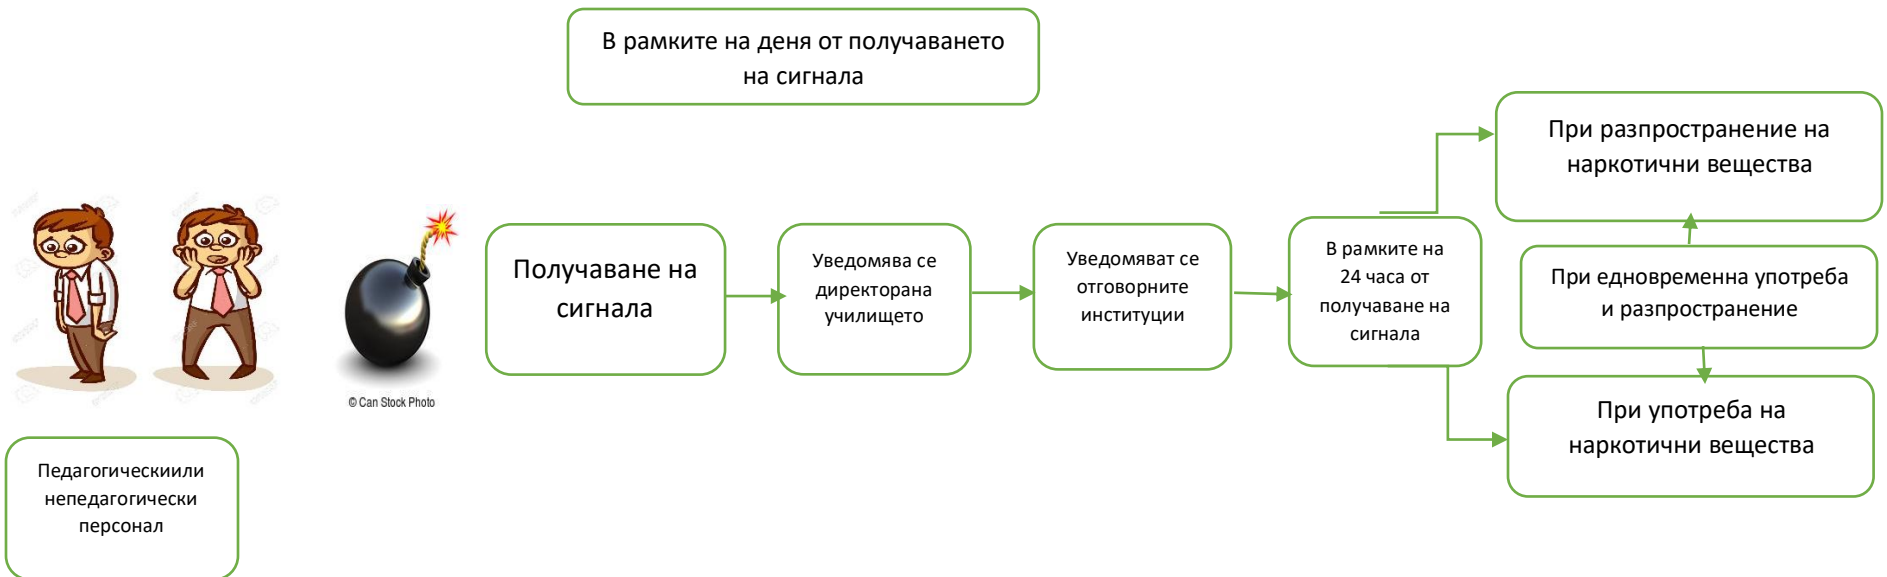 В рамките на деня от получаването
на сигнала
При разпространение на
наркотични вещества
Получаване на
сигнала
Уведомява се
директорана
училището
Уведомяват се
отговорните
институции
В рамките на
24 часа от
получаване на
сигнала
При едновременна употреба
и разпространение
При употреба на
наркотични вещества
© Can Stock Photo
Педагогическиили
непедагогически
персонал